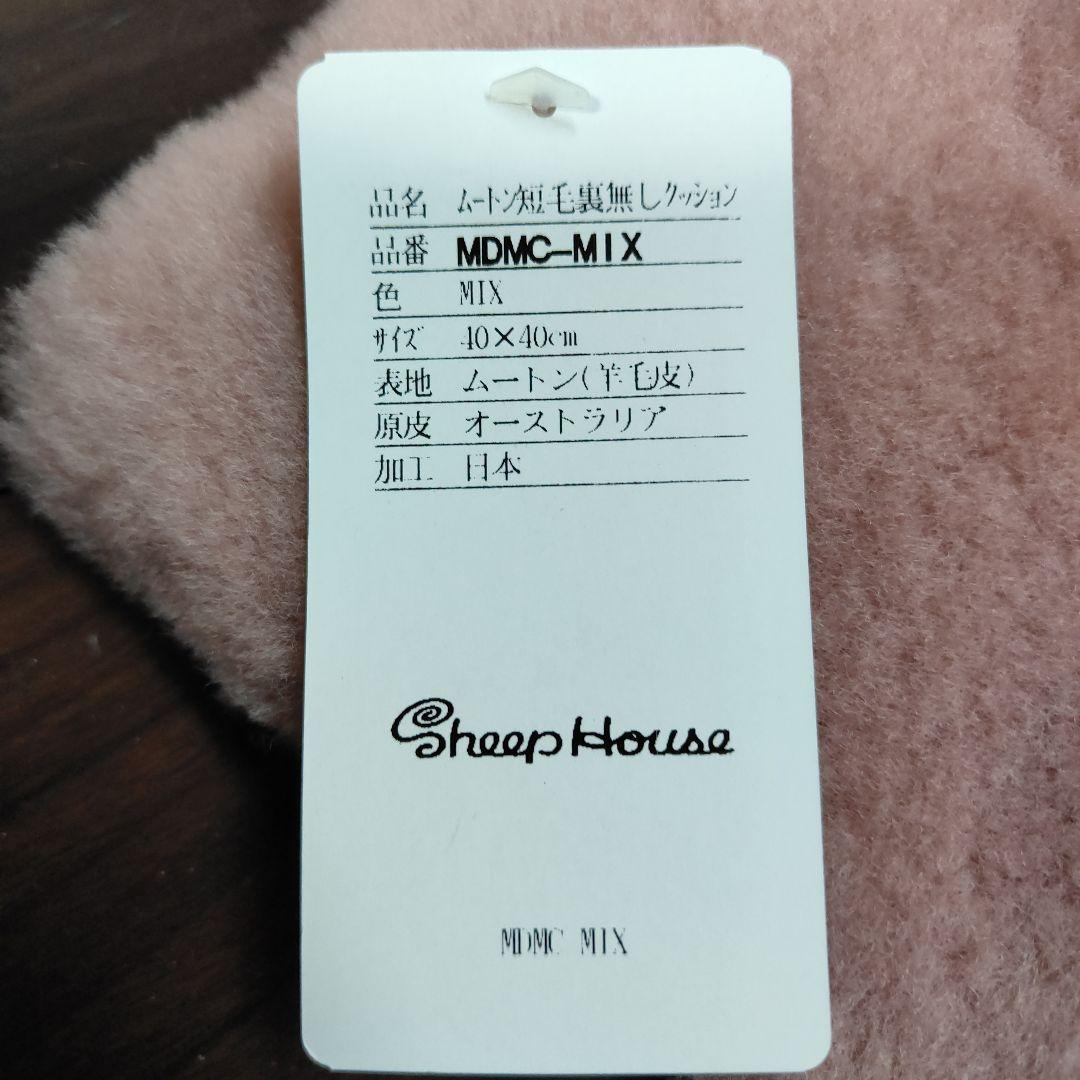 品名 ﾑｰﾄﾝ短毛裏無しｸｯｼｮﾝ
品番 MDMC-MIX
色 MIX
ｻｲｽﾞ 40×40cm
表地 ムートン(羊毛皮)
原皮 オーストラリア
加工 日本
Sheep House
MDMC MIX